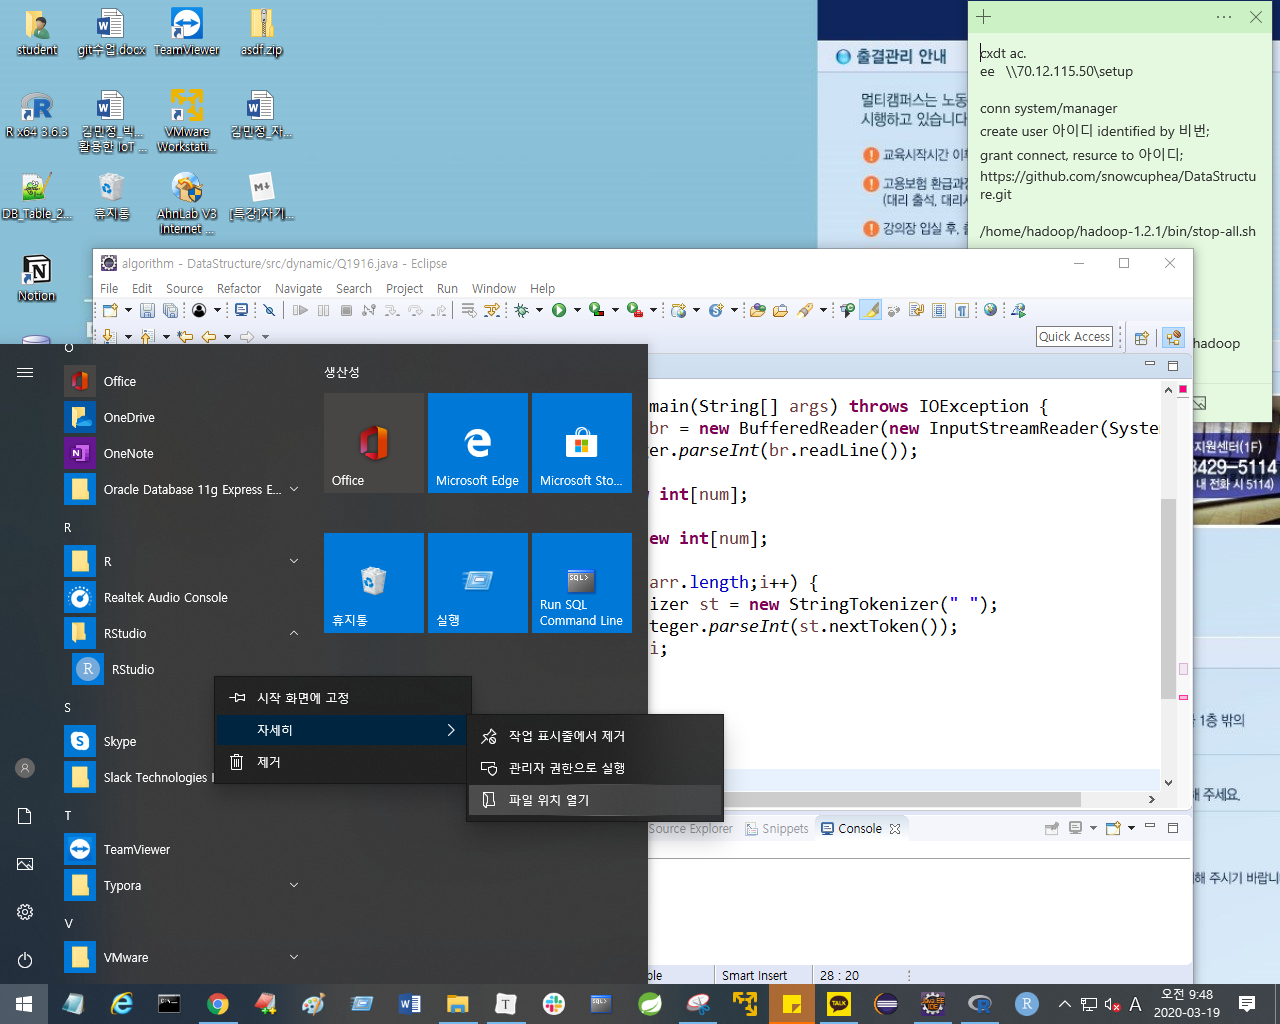 student
git수업.docx
TeamViewer
asdf.zip
R x64 3.6.3
김민정_빅...
활용한 IoT ...
VMware
Workstati...
김민정_자...
DB_Table_2...
휴지통
AhnLab V3
Internet ...
[특강]자기...
Notion
출결관리 안내
멀티캠퍼스는 노동
시행하고 있습니다
교육시작시간 이후
고용보험 환급과정
(대리 출석, 대리시
강의장 입실 후, 출
cxdt ac.
ee \\70.12.115.50\setup
conn system/manager
create user 아이디 identified by 비번;
grant connect, resurce to 아이디;
https://github.com/snowcuphea/DataStructu
re.git
/home/hadoop/hadoop-1.2.1/bin/stop-all.sh
hadoop
algorithm - DataStructure/src/dynamic/Q1916.java - Eclipse
File Edit Source Refactor Navigate Search Project Run Window Help
Quick Access
main(String[] args) throws IOException {
br = new BufferedReader(new InputStreamReader(Syste
er.parseInt(br.readLine());
int[num];
ew int[num];
arr.length;i++) {
izer st = new StringTokenizer(" ");
teger.parseInt(st.nextToken());
i;
Source Explorer Snippets Console
Smart Insert 28 : 20
지원센터(1F)
3429-5114
내 전화 시 5114)
1층 밖의
해 주세요.
해 주시기 바랍니
O
Office
OneDrive
OneNote
Oracle Database 11g Express E...
R
R
Realtek Audio Console
RStudio
RStudio
S
Skype
Slack Technologies I
T
TeamViewer
Typora
V
VMware
생산성
Office
Microsoft Edge
Microsoft Sto...
휴지통
실행
Run SQL
Command Line
시작 화면에 고정
자세히
제거
작업 표시줄에서 제거
관리자 권한으로 실행
파일 위치 열기
A
오전 9:48
2020-03-19